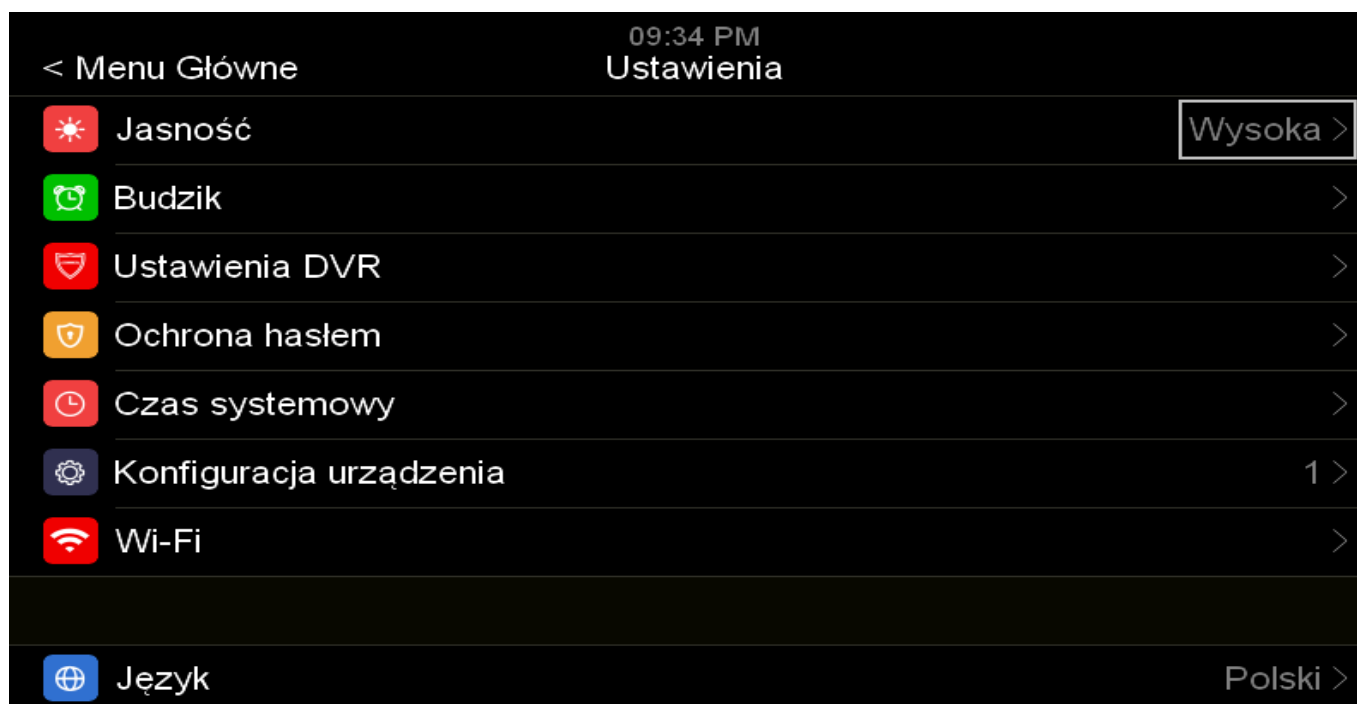 09:34 PM
< Menu Główne Ustawienia
Jasność Wysoka >
Budzik >
Ustawienia DVR >
Ochrona hasłem >
Czas systemowy >
Konfiguracja urządzenia 1 >
Wi-Fi >
Język Polski >